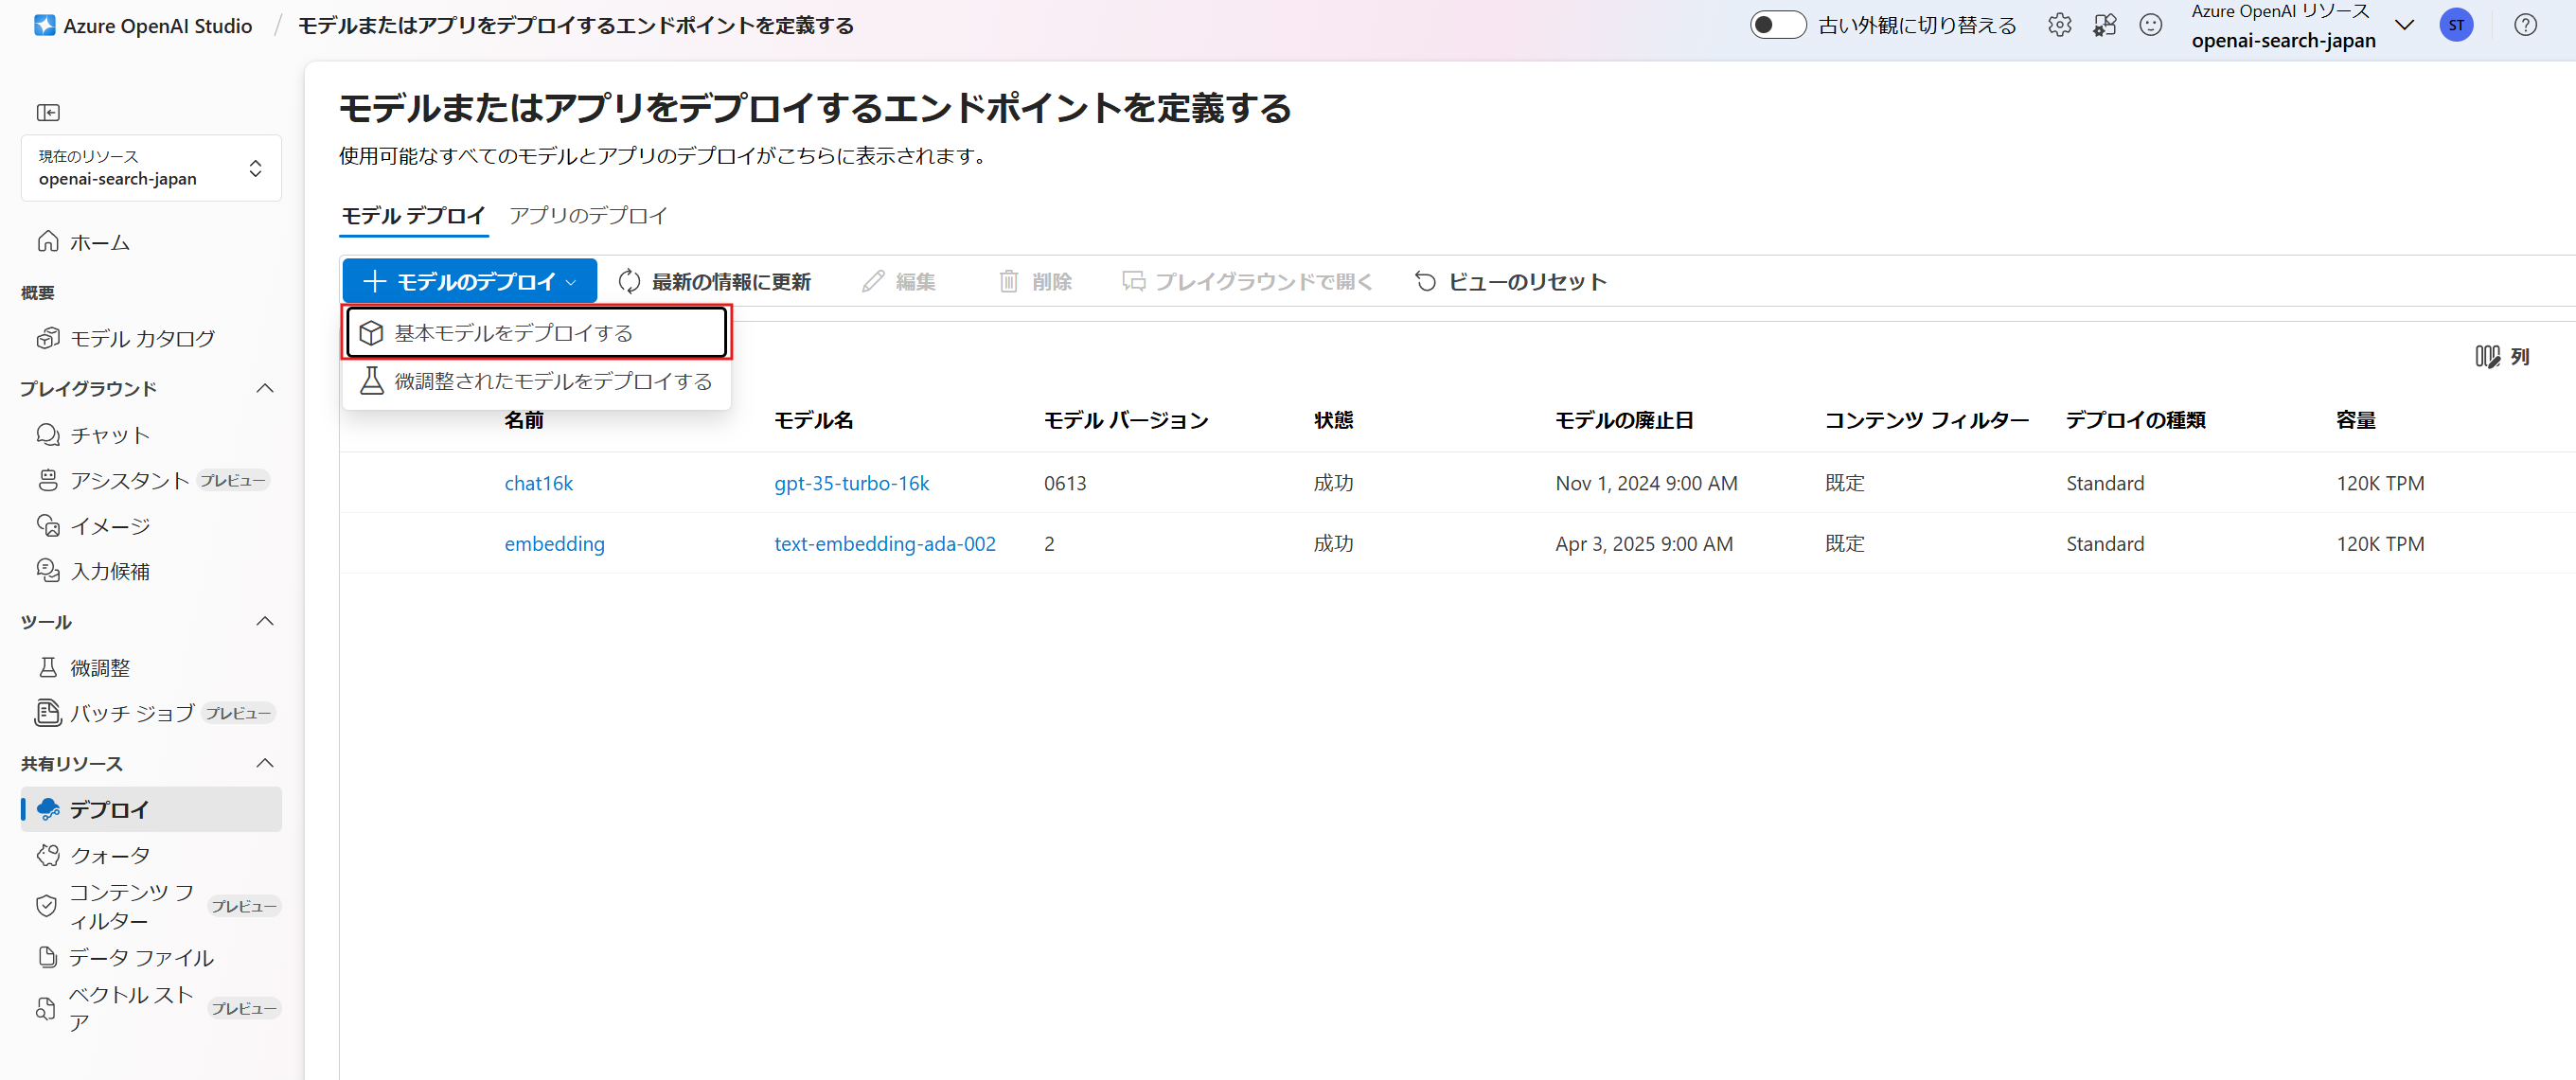 Azure OpenAI Studio / モデルまたはアプリをデプロイするエンドポイントを定義する
古い外観に切り替える
Azure OpenAI リソース
openai-search-japan
ST
現在のリソース
openai-search-japan
ホーム
概要
モデル カタログ
プレイグラウンド
チャット
アシスタント プレビュー
イメージ
入力候補
ツール
微調整
バッチ ジョブ プレビュー
共有リソース
デプロイ
クォータ
コンテンツ フ
ィルター プレビュー
データ ファイル
ベクトル スト
ア プレビュー
モデルまたはアプリをデプロイするエンドポイントを定義する
使用可能なすべてのモデルとアプリのデプロイがこちらに表示されます。
モデル デプロイ アプリのデプロイ
モデルのデプロイ 最新の情報に更新 編集 削除 プレイグラウンドで開く ビューのリセット
基本モデルをデプロイする
微調整されたモデルをデプロイする
列
名前 モデル名 モデル バージョン 状態 モデルの廃止日 コンテンツ フィルター デプロイの種類 容量
chat16k gpt-35-turbo-16k 0613 成功 Nov 1, 2024 9:00 AM 既定 Standard 120K TPM
embedding text-embedding-ada-002 2 成功 Apr 3, 2025 9:00 AM 既定 Standard 120K TPM